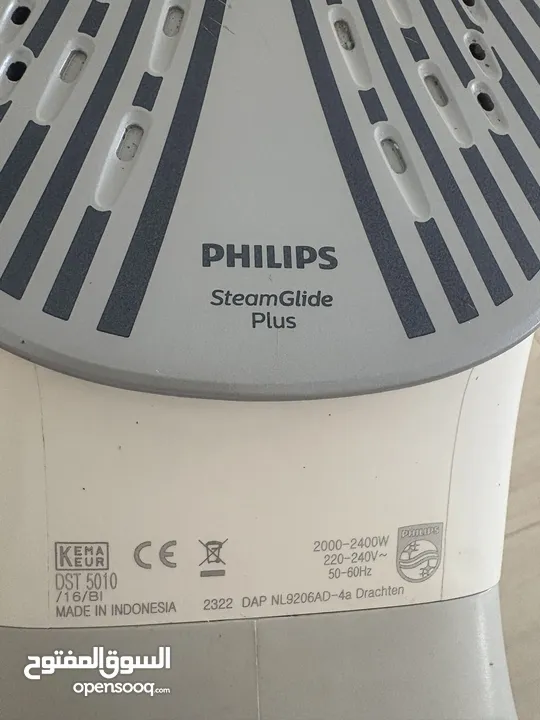 PHILIPS
SteamGlide
Plus
KEMA
KEUR
CE
2000-2400W
220-240V~
50-60Hz
PHILIPS
DST 5010
/16/BI
MADE IN INDONESIA
2322 DAP NL9206AD-4a Drachten
السوق المفتوح
opensooq.com